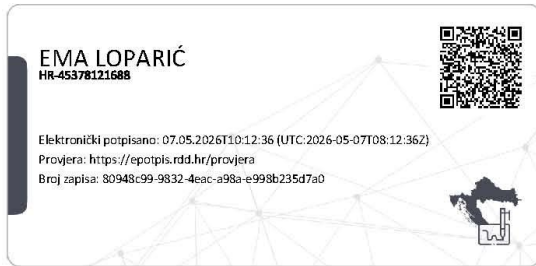 EMA LOPARIĆ
HR-45378121688
Elektronički potpisano: 07.05.2026T10:12:36 (UTC:2026-05-07T08:12:36Z)
Provjera: https://epotpis.rdd.hr/provjera
Broj zapisa: 80948c99-9832-4eac-a98a-e998b235d7a0